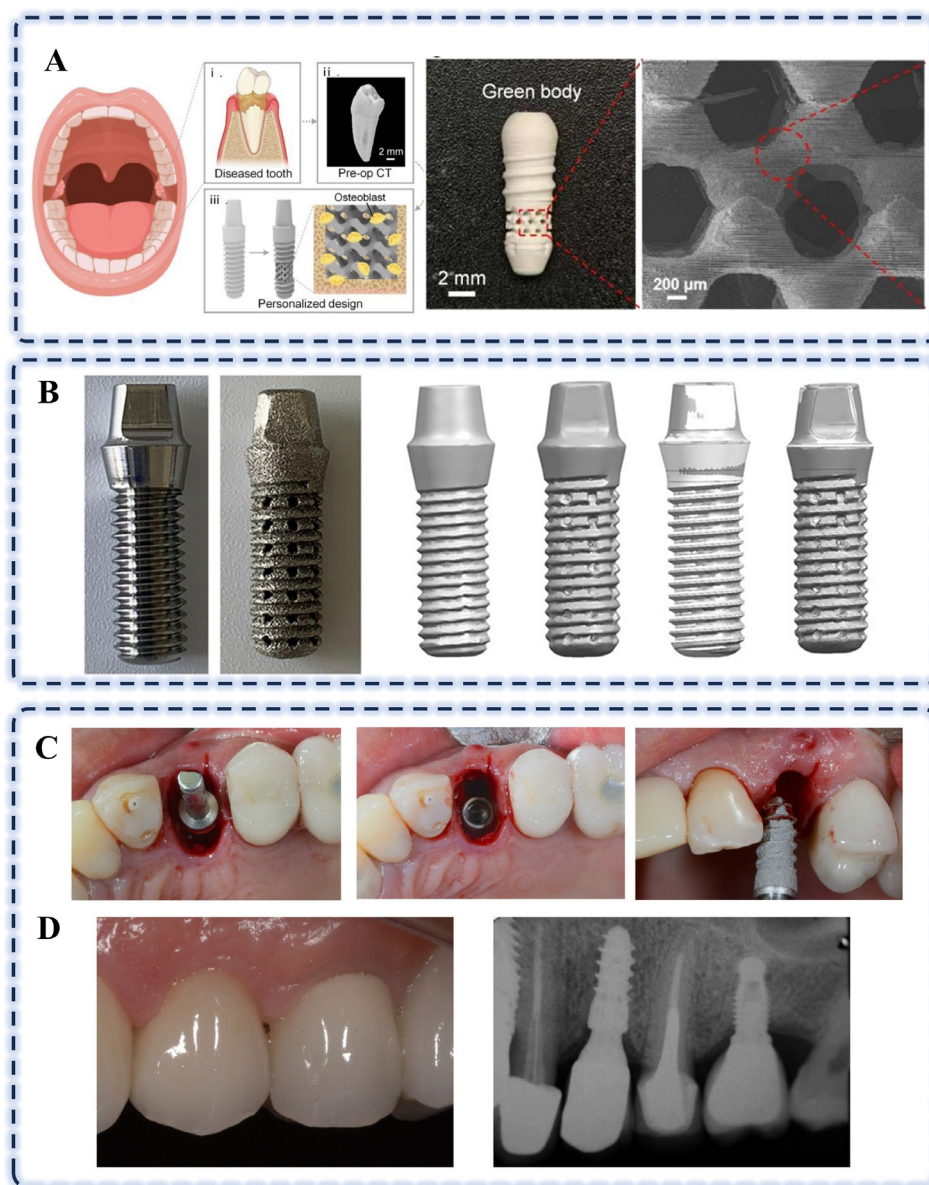 A
i .
ii .
2 mm
Diseased tooth
Pre-op CT
iii .
Osteoblast
Personalized design
Green body
2 mm
200 μm
B
C
D